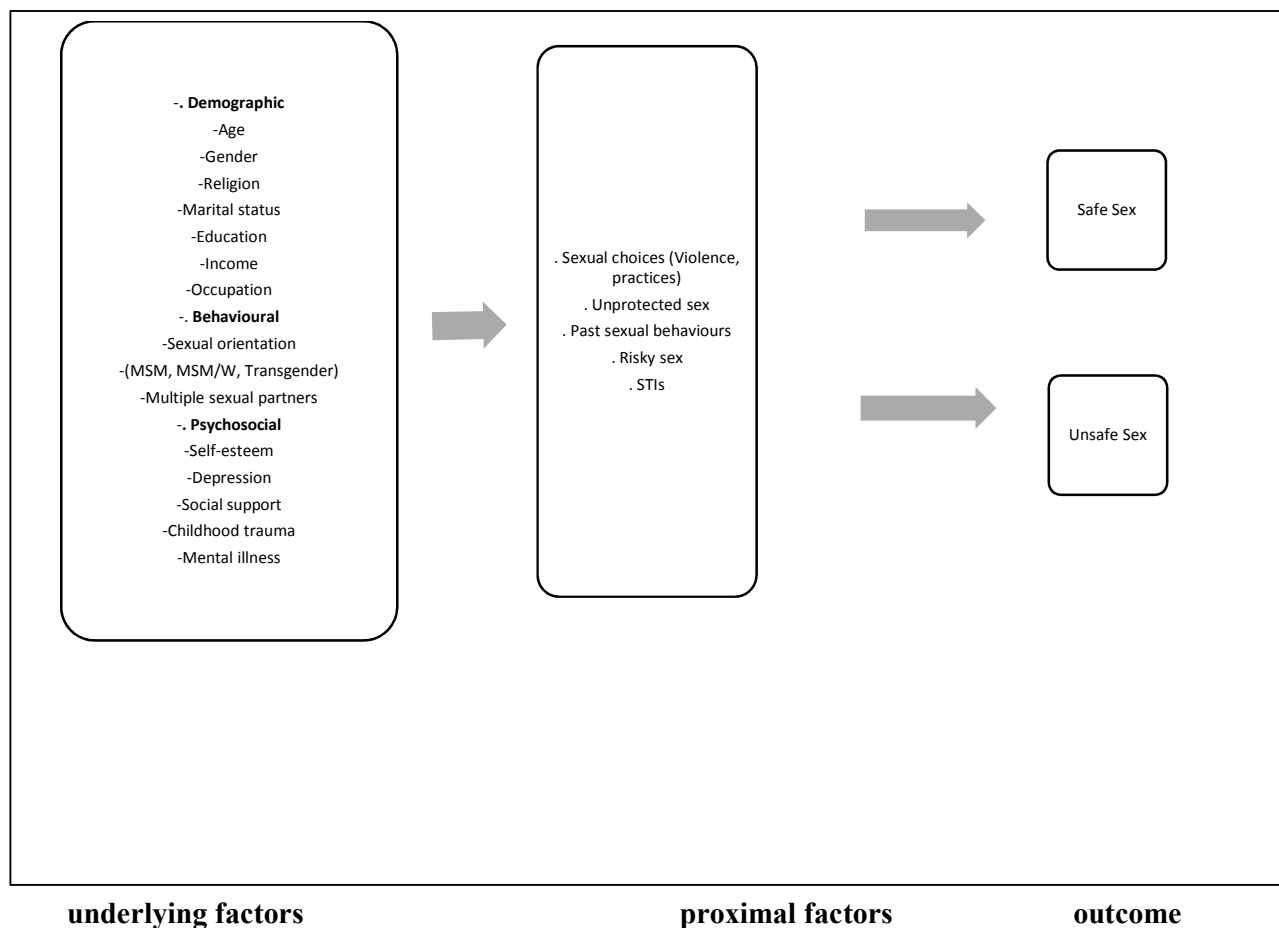 -. Demographic
-Age
-Gender
-Religion
-Marital status
-Education
-Income
-Occupation
-. Behavioural
-Sexual orientation
-(MSM, MSM/W, Transgender)
-Multiple sexual partners
-. Psychosocial
-Self-esteem
-Depression
-Social support
-Childhood trauma
-Mental illness
. Sexual choices (Violence,
practices)
. Unprotected sex
. Past sexual behaviours
. Risky sex
. STIs
Safe Sex
Unsafe Sex
underlying factors
proximal factors
outcome